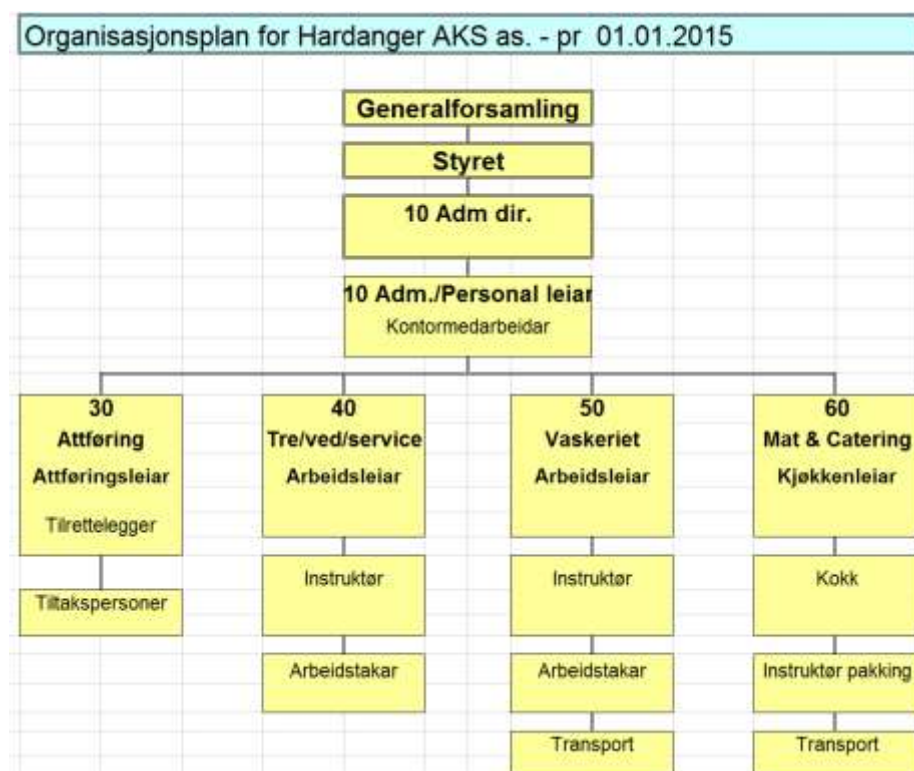 Organisasjonsplan for Hardanger AKS as. - pr 01.01.2015
Generalforsamling
Styret
10 Adm dir.
10 Adm./Personal leiar
Kontormedarbeidar
30
Attføring
Attføringsleiar
Tilrettelegger
Tiltakspersoner
40
Tre/ved/service
Arbeidsleiar
Instruktør
Arbeidstakar
50
Vaskeriet
Arbeidsleiar
Instruktør
Arbeidstakar
Transport
60
Mat & Catering
Kjøkkenleiar
Kokk
Instruktør pakking
Transport